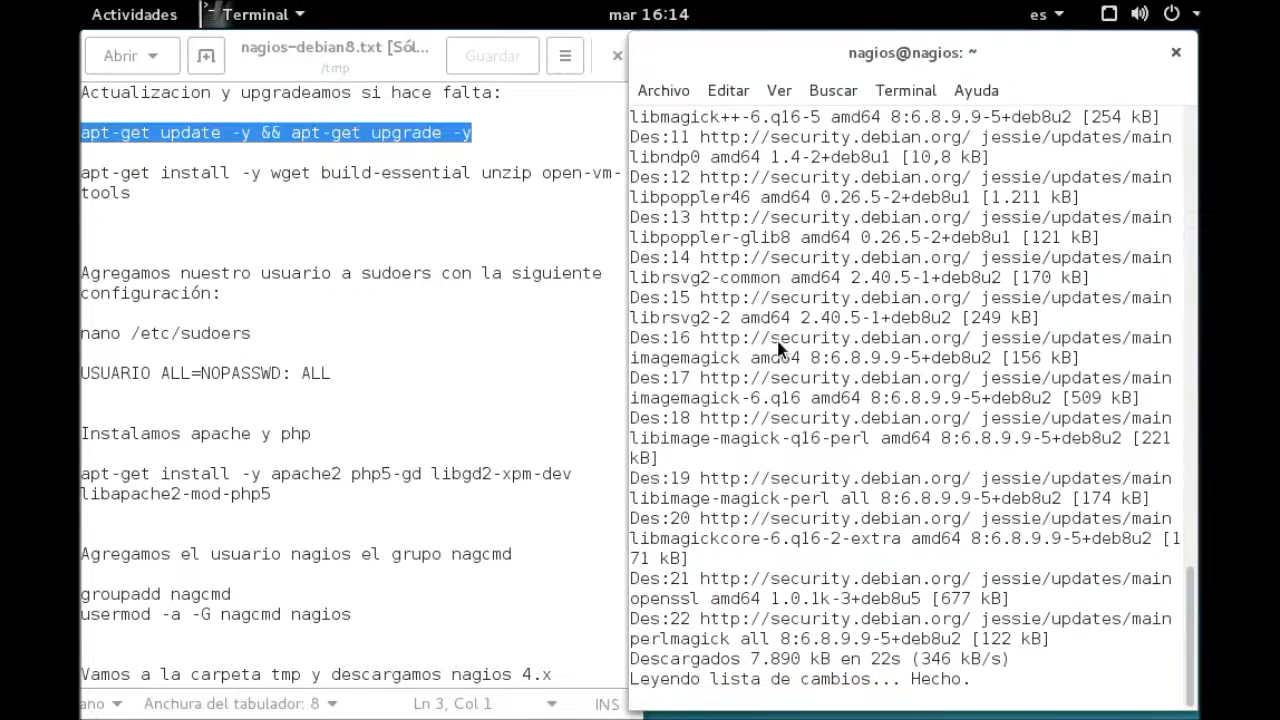 Actividades
Terminal
mar 16:14
es
Abrir
nagios-debian8.txt [Sól...
/tmp
Guardar
Actualizacion y upgradeamos si hace falta:
apt-get update -y && apt-get upgrade -y
apt-get install -y wget build-essential unzip open-vm-
tools
Agregamos nuestro usuario a sudoers con la siguiente
configuración:
nano /etc/sudoers
USUARIO ALL=NOPASSWD: ALL
Instalamos apache y php
apt-get install -y apache2 php5-gd libgd2-xpm-dev
libapache2-mod-php5
Agregamos el usuario nagios el grupo nagcmd
groupadd nagcmd
usermod -a -G nagcmd nagios
Vamos a la carpeta tmp y descargamos nagios 4.x
ano
Anchura del tabulador: 8
Ln 3, Col 1
INS
nagios@nagios: ~
Archivo Editar Ver Buscar Terminal Ayuda
libmagick++-6.q16-5 amd64 8:6.8.9.9-5+deb8u2 [254 kB]
Des:11 http://security.debian.org/ jessie/updates/main
libndp0 amd64 1.4-2+deb8u1 [10,8 kB]
Des:12 http://security.debian.org/ jessie/updates/main
libpoppler46 amd64 0.26.5-2+deb8u1 [1.211 kB]
Des:13 http://security.debian.org/ jessie/updates/main
libpoppler-glib8 amd64 0.26.5-2+deb8u1 [121 kB]
Des:14 http://security.debian.org/ jessie/updates/main
librsvg2-common amd64 2.40.5-1+deb8u2 [170 kB]
Des:15 http://security.debian.org/ jessie/updates/main
librsvg2-2 amd64 2.40.5-1+deb8u2 [249 kB]
Des:16 http://security.debian.org/ jessie/updates/main
imagemagick amd64 8:6.8.9.9-5+deb8u2 [156 kB]
Des:17 http://security.debian.org/ jessie/updates/main
imagemagick-6.q16 amd64 8:6.8.9.9-5+deb8u2 [509 kB]
Des:18 http://security.debian.org/ jessie/updates/main
libimage-magick-q16-perl amd64 8:6.8.9.9-5+deb8u2 [221
kB]
Des:19 http://security.debian.org/ jessie/updates/main
libimage-magick-perl all 8:6.8.9.9-5+deb8u2 [174 kB]
Des:20 http://security.debian.org/ jessie/updates/main
libmagickcore-6.q16-2-extra amd64 8:6.8.9.9-5+deb8u2 [1
71 kB]
Des:21 http://security.debian.org/ jessie/updates/main
openssl amd64 1.0.1k-3+deb8u5 [677 kB]
Des:22 http://security.debian.org/ jessie/updates/main
perlmagick all 8:6.8.9.9-5+deb8u2 [122 kB]
Descargados 7.890 kB en 22s (346 kB/s)
Leyendo lista de cambios... Hecho.